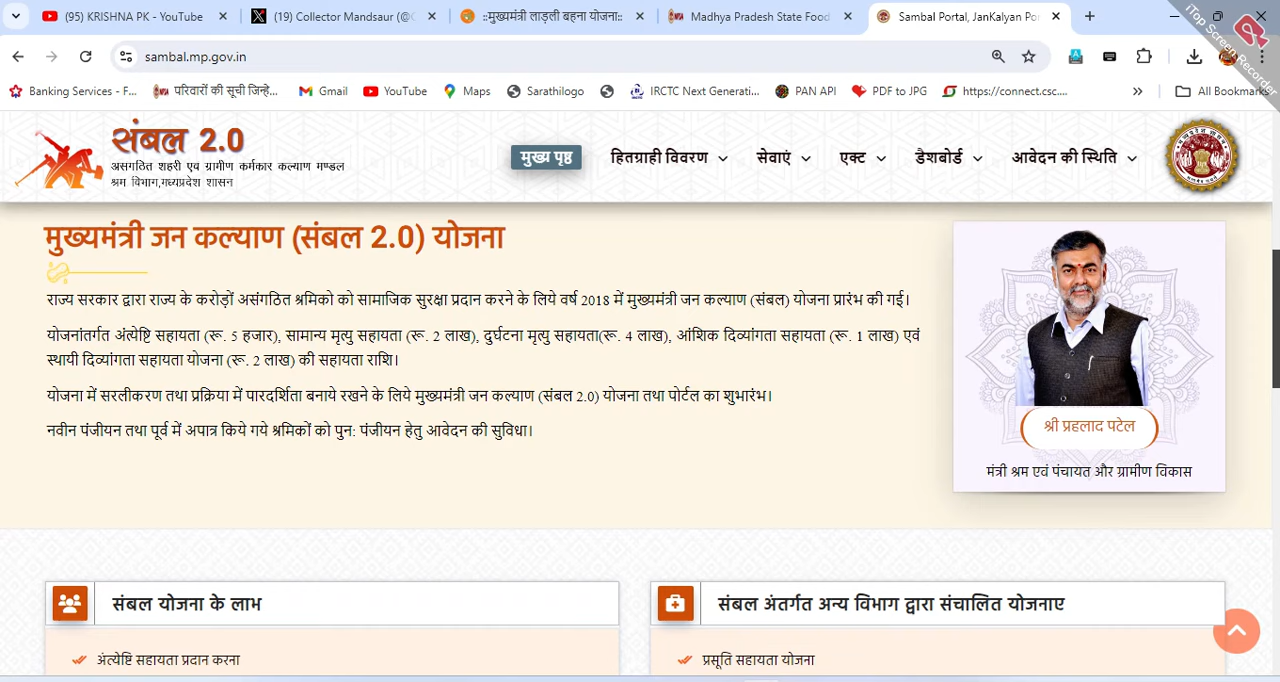 (95) KRISHNA PK - YouTube
(19) Collector Mandsaur (@
::मुख्यमंत्री लाड़ली बहना योजना::
Madhya Pradesh State Food
Sambal Portal, JanKalyan Po
iTop Screen Recorder
sambal.mp.gov.in
Banking Services - F...
परिवारों की सूची जिन्हे...
Gmail
YouTube
Maps
Sarathilogo
IRCTC Next Generati...
PAN API
PDF to JPG
https://connect.csc....
All Bookmarks
संबल 2.0
असंगठित शहरी एवं ग्रामीण कर्मकार कल्याण मण्डल
श्रम विभाग,मध्यप्रदेश शासन
मुख्य पृष्ठ
हितग्राही विवरण
सेवाएं
एक्ट
डैशबोर्ड
आवेदन की स्थिति
मुख्यमंत्री जन कल्याण (संबल 2.0) योजना
राज्य सरकार द्वारा राज्य के करोड़ों असंगठित श्रमिकों को सामाजिक सुरक्षा प्रदान करने के लिये वर्ष 2018 में मुख्यमंत्री जन कल्याण (संबल) योजना प्रारंभ की गई।
योजनांतर्गत अंत्येष्टि सहायता (रू. 5 हजार), सामान्य मृत्यु सहायता (रू. 2 लाख), दुर्घटना मृत्यु सहायता(रू. 4 लाख), आंशिक दिव्यांगता सहायता (रू. 1 लाख) एवं
स्थायी दिव्यांगता सहायता योजना (रू. 2 लाख) की सहायता राशि।
योजना में सरलीकरण तथा प्रक्रिया में पारदर्शिता बनाये रखने के लिये मुख्यमंत्री जन कल्याण (संबल 2.0) योजना तथा पोर्टल का शुभारंभ।
नवीन पंजीयन तथा पूर्व में अपात्र किये गये श्रमिकों को पुन: पंजीयन हेतु आवेदन की सुविधा।
श्री प्रहलाद पटेल
मंत्री श्रम एवं पंचायत और ग्रामीण विकास
संबल योजना के लाभ
संबल अंतर्गत अन्य विभाग द्वारा संचालित योजनाए
अंत्येष्टि सहायता प्रदान करना
प्रसूति सहायता योजना